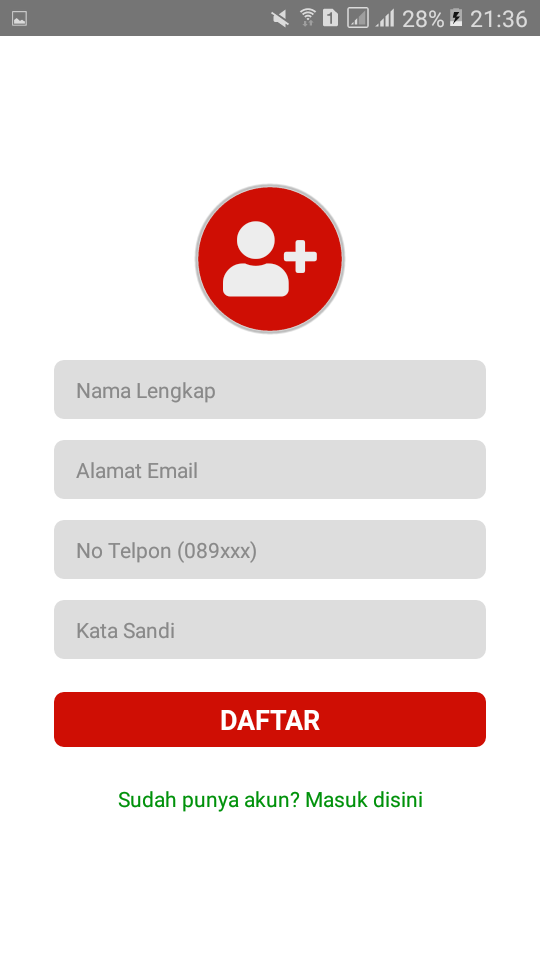 1 28% 21:36
Nama Lengkap
Alamat Email
No Telpon (089xxx)
Kata Sandi
DAFTAR
Sudah punya akun? Masuk disini